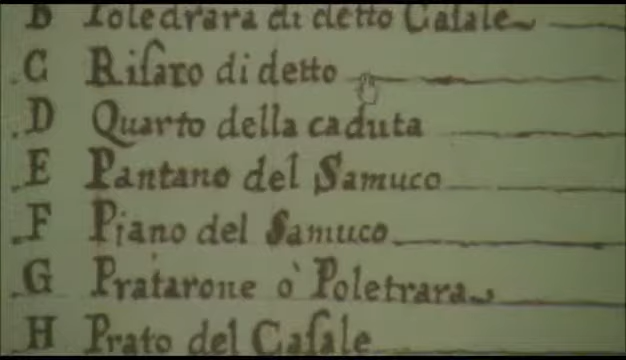 B Poledrara di detto Casale
C Risaro di detto
D Quarto della caduta
E Pantano del Samuco
F Piano del Samuco
G Pratarone o' Poletrara
H Prato del Casale